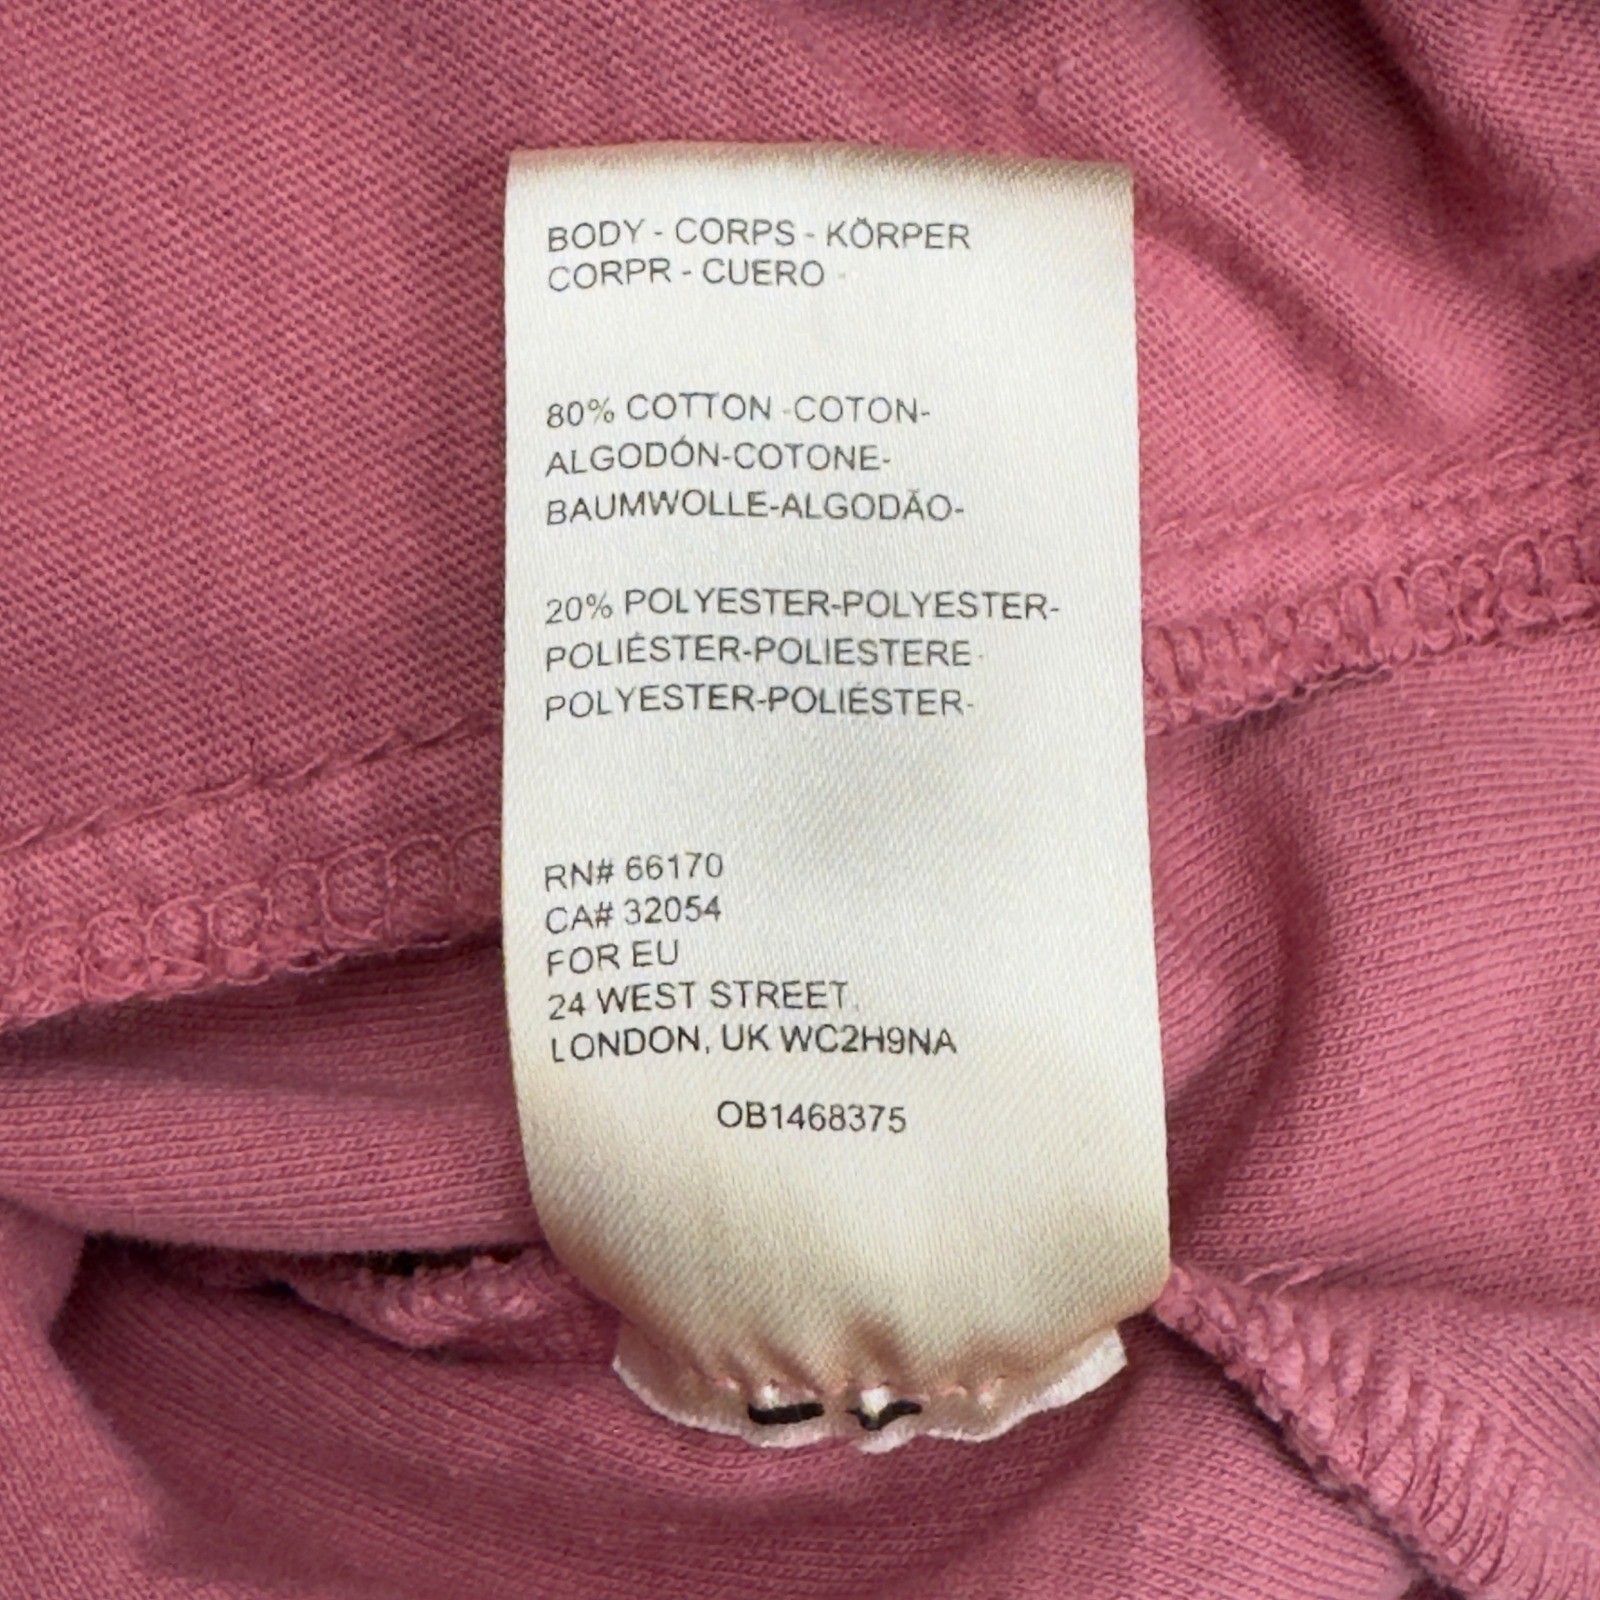 BODY - CORPS - KÖRPER
CORPR - CUERO -
80% COTTON -COTON-
ALGODÓN-COTONE-
BAUMWOLLE-ALGODÃO-
20% POLYESTER-POLYESTER-
POLIÉSTER-POLIESTERE-
POLYESTER-POLIÉSTER-
RN# 66170
CA# 32054
FOR EU
24 WEST STREET,
LONDON, UK WC2H9NA
OB1468375